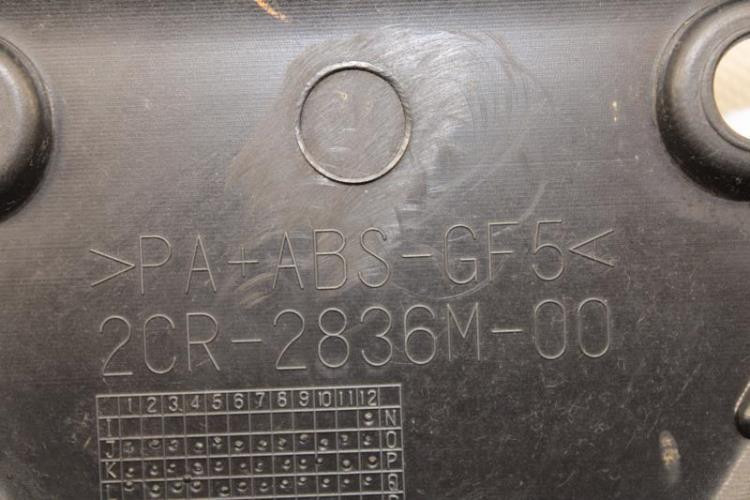 >PA+ABS-GF5<
2CR-2836M-00
1 2 3 4 5 6 7 8 9 10 11 12
I N
J O
K P
L Q